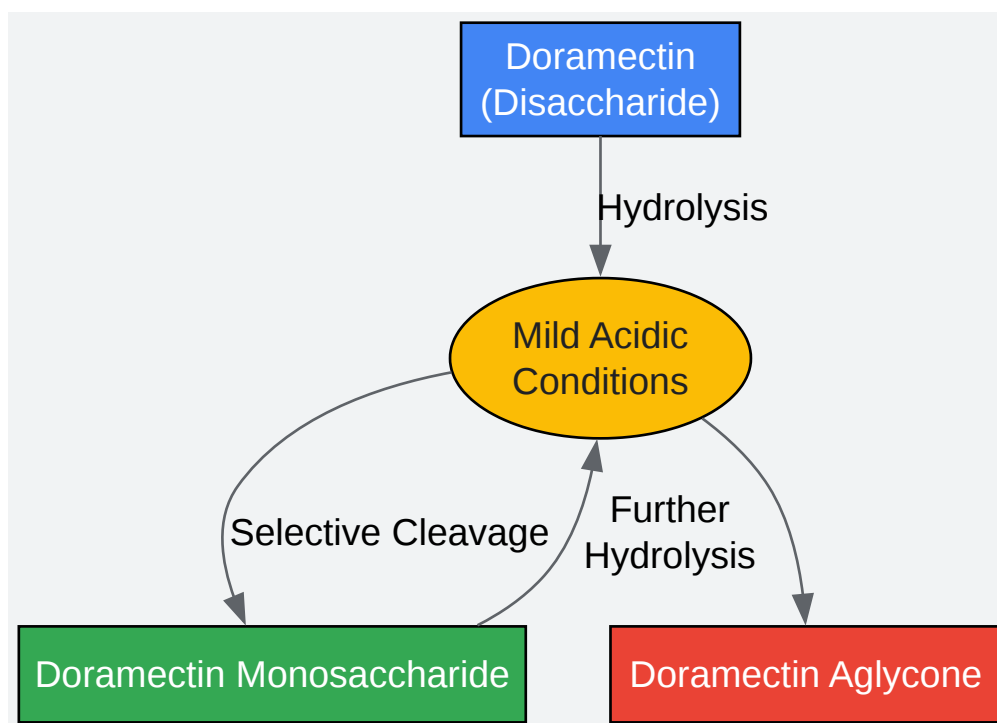 Doramectin
(Disaccharide)
Hydrolysis
Mild Acidic
Conditions
Selective Cleavage
Further
Hydrolysis
Doramectin Monosaccharide
Doramectin Aglycone